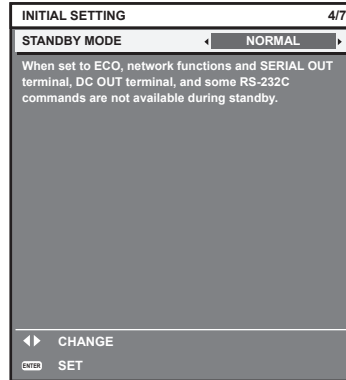 INITIAL SETTING 4/7
STANDBY MODE NORMAL
When set to ECO, network functions and SERIAL OUT
terminal, DC OUT terminal, and some RS-232C
commands are not available during standby.
CHANGE
ENTER SET